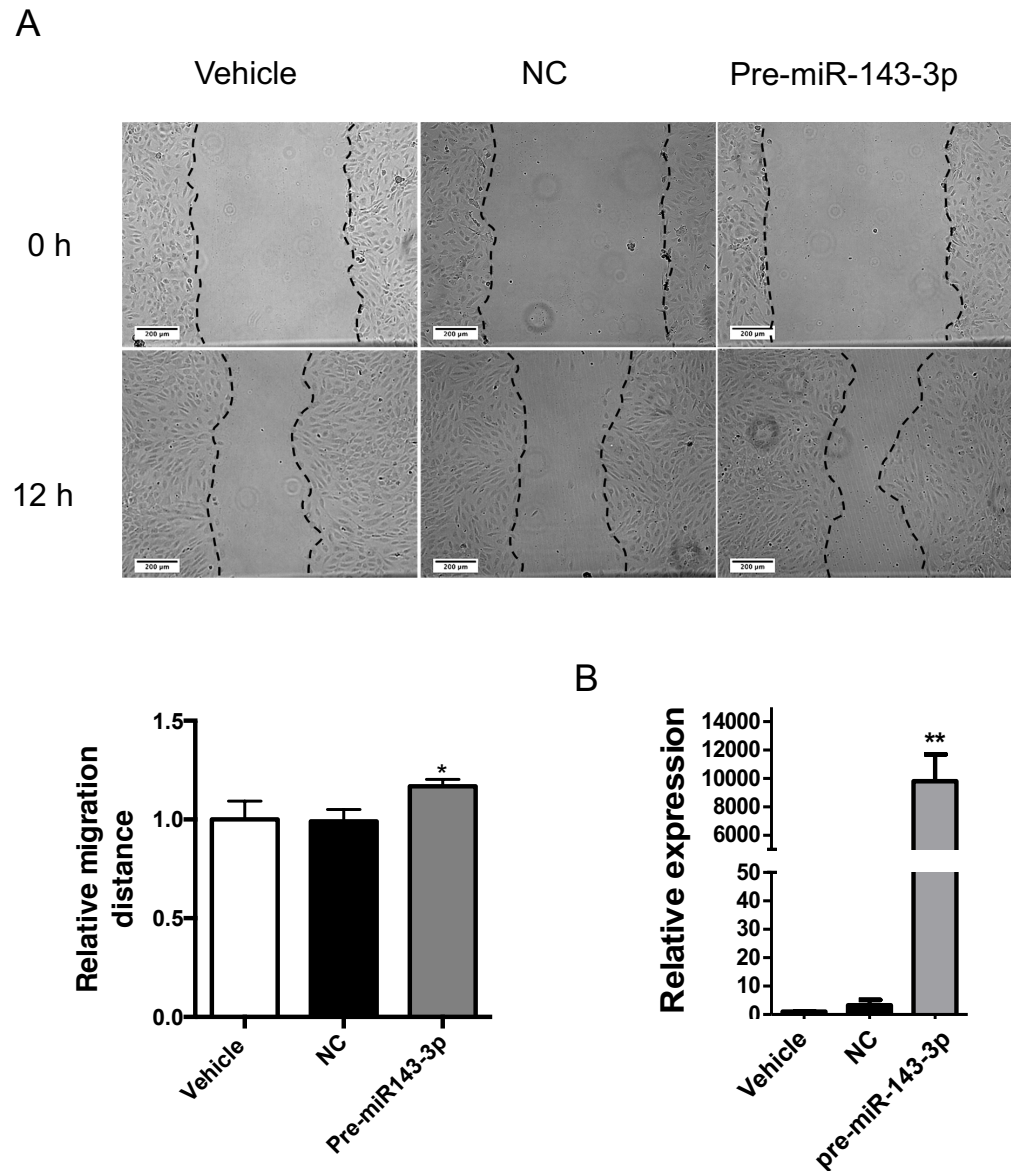 A
Vehicle
NC
Pre-miR-143-3p
0 h
200 µm
200 µm
200 µm
12 h
200 µm
200 µm
200 µm
Relative migration
distance
1.5
1.0
0.5
0.0
*
Vehicle
NC
Pre-miR143-3p
B
Relative expression
14000
12000
10000
8000
6000
50
40
30
20
10
0
**
Vehicle
NC
pre-miR-143-3p